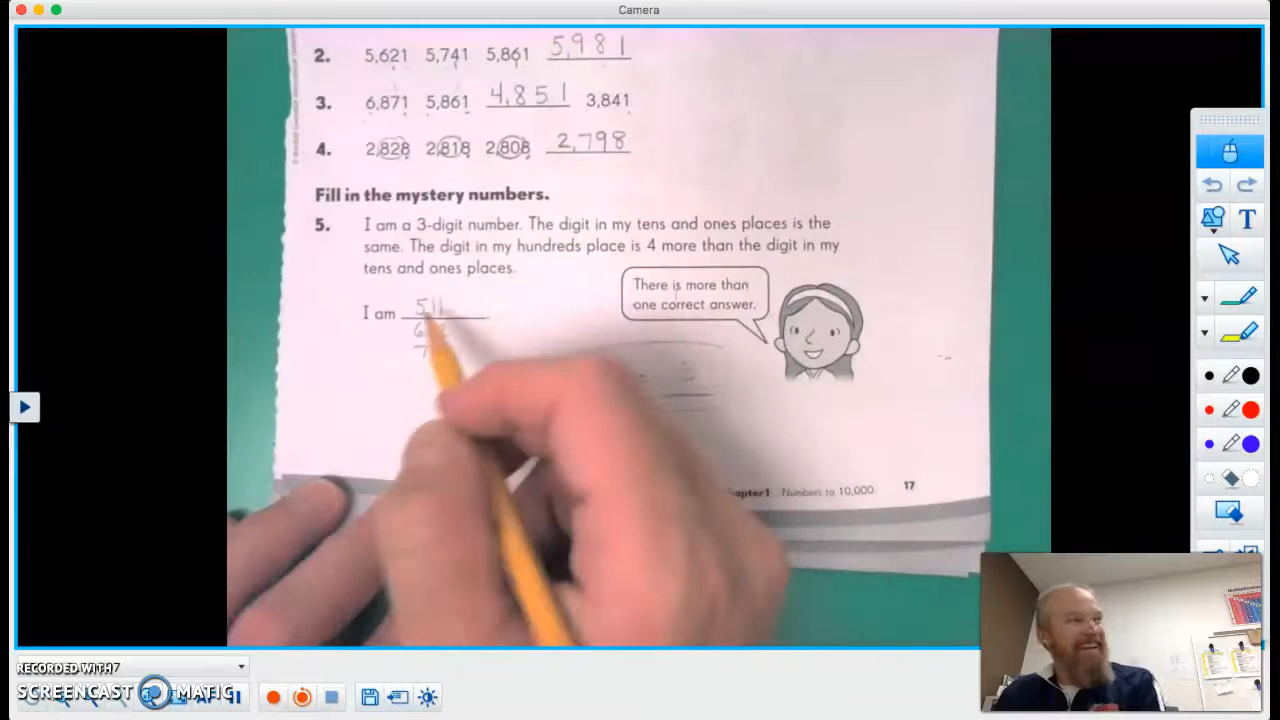 Camera
2. 5,621 5,741 5,861 5,981
3. 6,871 5,861 4,851 3,841
4. 2,828 2,818 2,808 2,798
Fill in the mystery numbers.
5. I am a 3-digit number. The digit in my tens and ones places is the
same. The digit in my hundreds place is 4 more than the digit in my
tens and ones places.
There is more than
one correct answer.
I am 511
6
7
Numbers to 10,000 17
T
RECORDED WITH
SCREENCAST MATIC